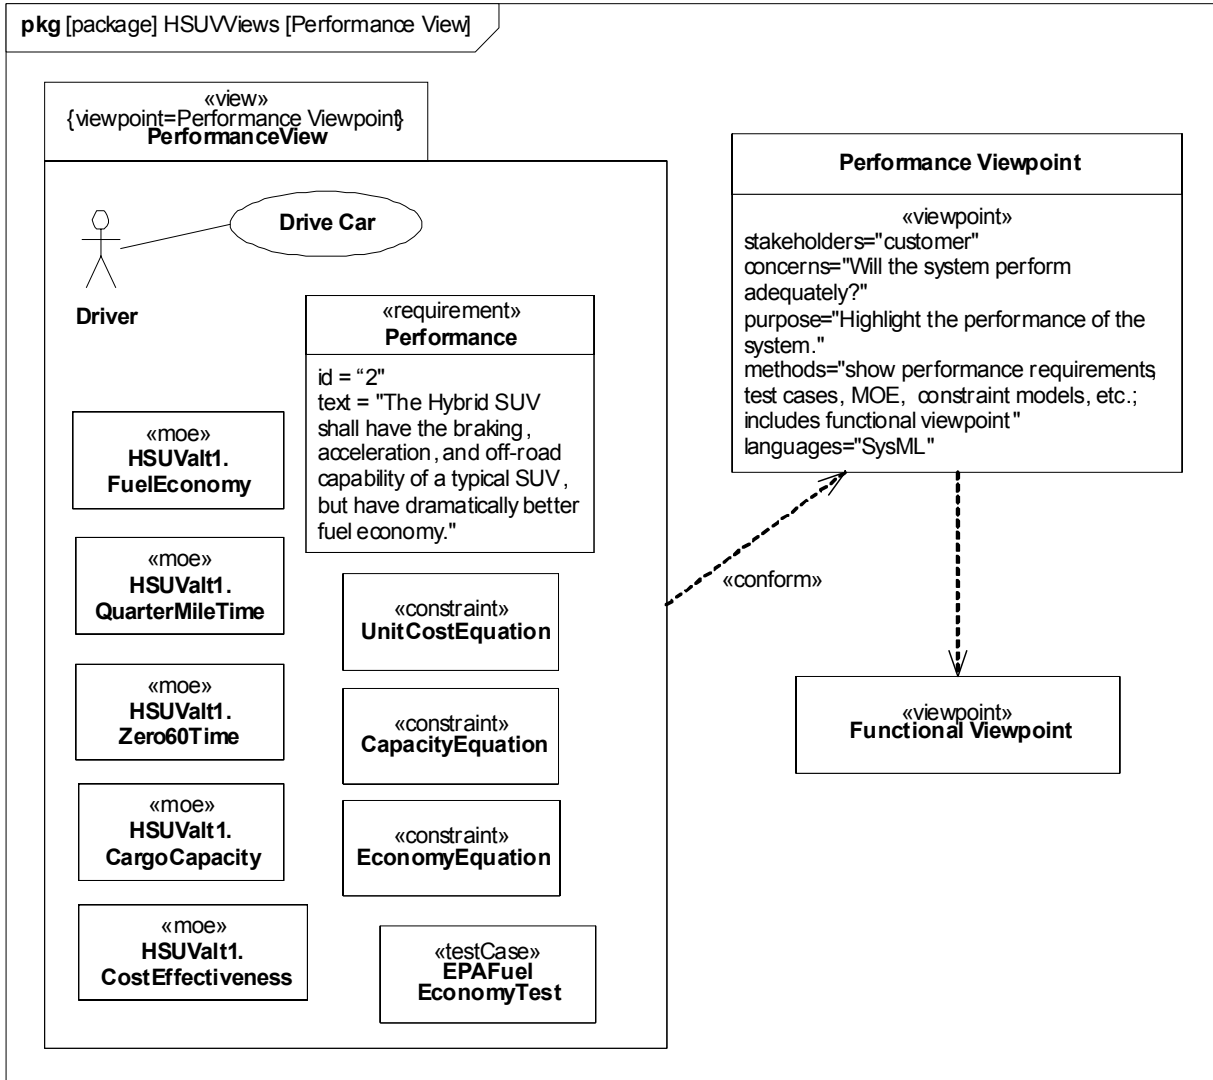 pkg [package] HSUVViews [Performance View]
«view»
{viewpoint=Performance Viewpoint}
PerformanceView
Drive Car
Driver
«requirement»
Performance
id = “2"
text = "The Hybrid SUV
shall have the braking,
acceleration, and off-road
capability of a typical SUV,
but have dramatically better
fuel economy."
«moe»
HSUValt1.
FuelEconomy
«moe»
HSUValt1.
QuarterMileTime
«moe»
HSUValt1.
Zero60Time
«moe»
HSUValt1.
CargoCapacity
«moe»
HSUValt1.
CostEffectiveness
«constraint»
UnitCostEquation
«constraint»
CapacityEquation
«constraint»
EconomyEquation
«testCase»
EPAFuel
EconomyTest
«conform»
Performance Viewpoint
«viewpoint»
stakeholders="customer"
concerns="Will the system perform
adequately?"
purpose="Highlight the performance of the
system."
methods="show performance requirements,
test cases, MOE, constraint models, etc.;
includes functional viewpoint"
languages="SysML"
«viewpoint»
Functional Viewpoint